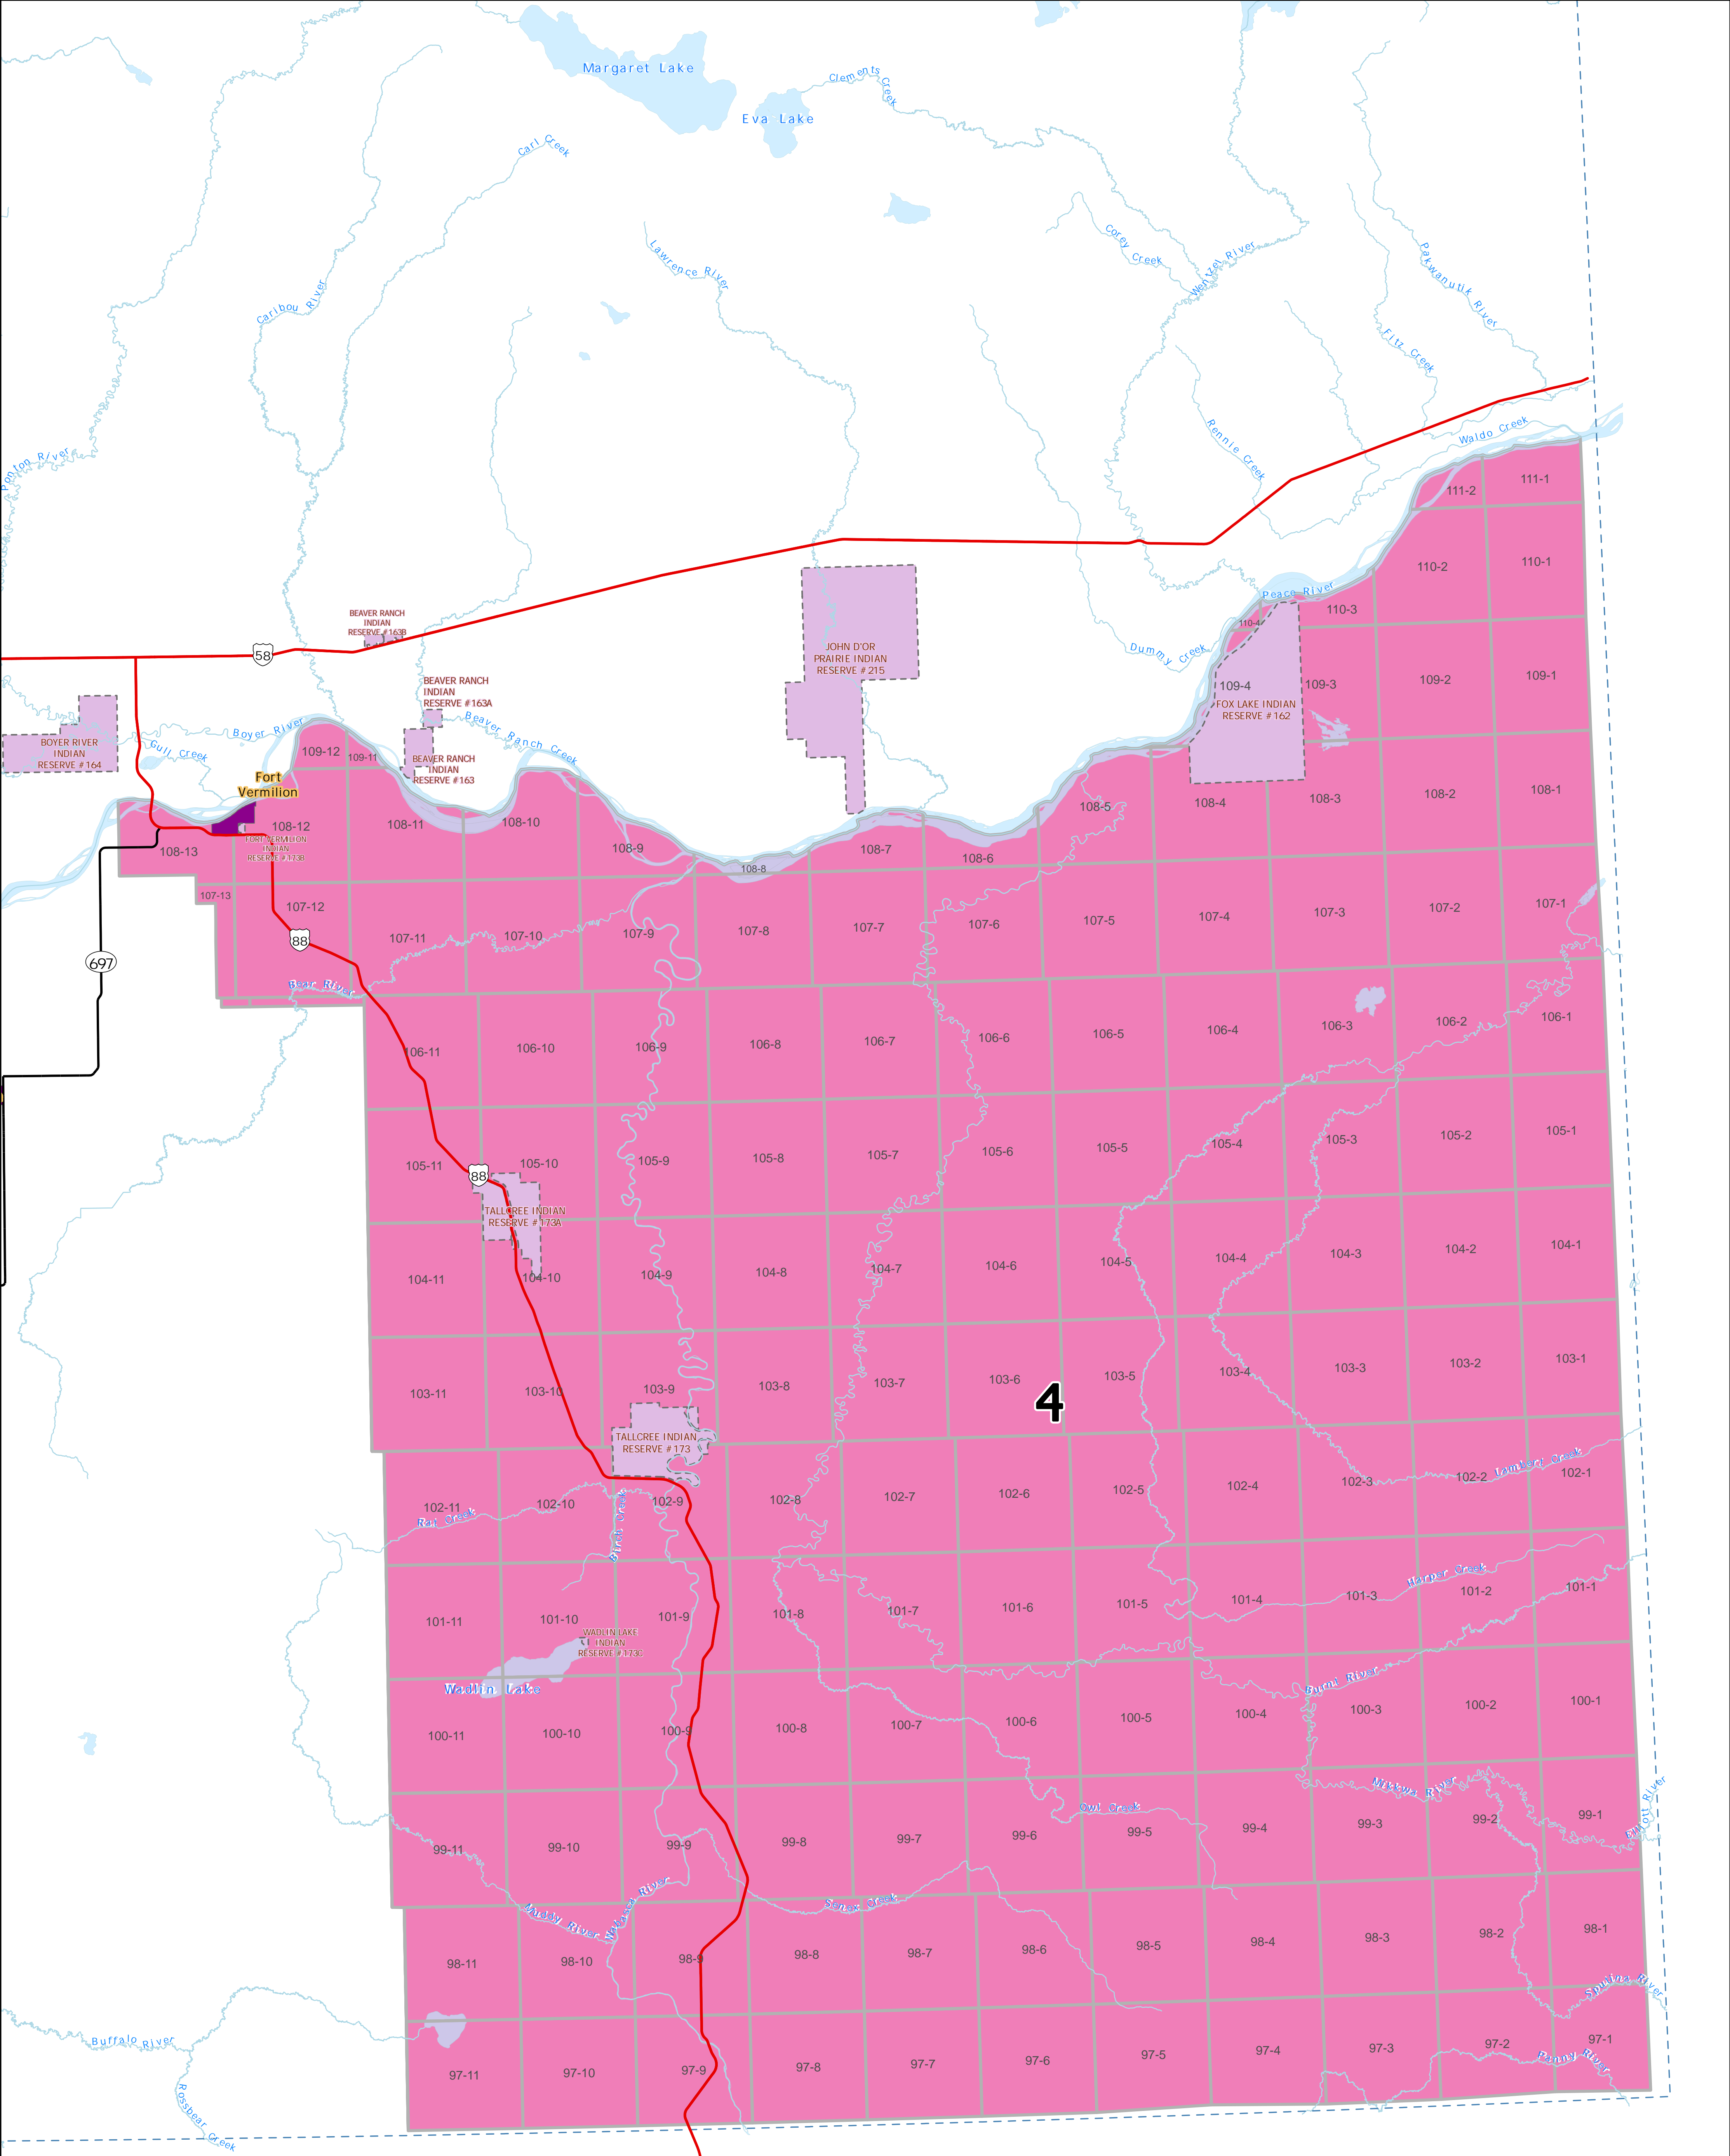 Margaret Lake
Clements
Creek
Eva Lake
Carl Creek
Corey
Creek
Lawrence River
Wentzel River
Pakwanutik River
Caribou River
Fitz Creek
Ponton River
Rennie Creek
Waldo Creek
111-2
111-1
110-2
110-1
Peace River
110-3
110-4
BEAVER RANCH
INDIAN
RESERVE #163B
58
JOHN D'OR
PRAIRIE INDIAN
RESERVE #215
Dummy Creek
109-4
109-3
109-2
109-1
FOX LAKE INDIAN
RESERVE #162
BEAVER RANCH
INDIAN
RESERVE #163A
Beaver Ranch Creek
Boyer River
Gull Creek
BOYER RIVER
INDIAN
RESERVE #164
109-12
109-11
BEAVER RANCH
INDIAN
RESERVE #163
Fort
Vermilion
108-13
108-12
108-11
108-10
108-9
108-8
108-7
108-6
108-5
108-4
108-3
108-2
108-1
FORT VERMILION
INDIAN
RESERVE #173B
107-13
107-12
107-11
107-10
107-9
107-8
107-7
107-6
107-5
107-4
107-3
107-2
107-1
88
697
Bear River
106-11
106-10
106-9
106-8
106-7
106-6
106-5
106-4
106-3
106-2
106-1
105-11
105-10
105-9
105-8
105-7
105-6
105-5
105-4
105-3
105-2
105-1
88
TALLCREE INDIAN
RESERVE #173A
104-11
104-10
104-9
104-8
104-7
104-6
104-5
104-4
104-3
104-2
104-1
103-11
103-10
103-9
103-8
103-7
103-6
103-5
103-4
103-3
103-2
103-1
4
TALLCREE INDIAN
RESERVE #173
Lambert Creek
102-11
102-10
102-9
102-8
102-7
102-6
102-5
102-4
102-3
102-2
102-1
Rat Creek
Birch Creek
Harper Creek
101-11
101-10
101-9
101-8
101-7
101-6
101-5
101-4
101-3
101-2
101-1
WADLIN LAKE
INDIAN
RESERVE #173C
Wadlin Lake
Burnt River
100-11
100-10
100-9
100-8
100-7
100-6
100-5
100-4
100-3
100-2
100-1
Mikkwa River
Owl Creek
99-11
99-10
99-9
99-8
99-7
99-6
99-5
99-4
99-3
99-2
99-1
Muddy River
Wabasca River
Creek
98-11
98-10
98-9
98-8
98-7
98-6
98-5
98-4
98-3
98-2
98-1
River
Buffalo River
97-11
97-10
97-9
97-8
97-7
97-6
97-5
97-4
97-3
97-2
97-1
Panny River
Rossbear
Creek